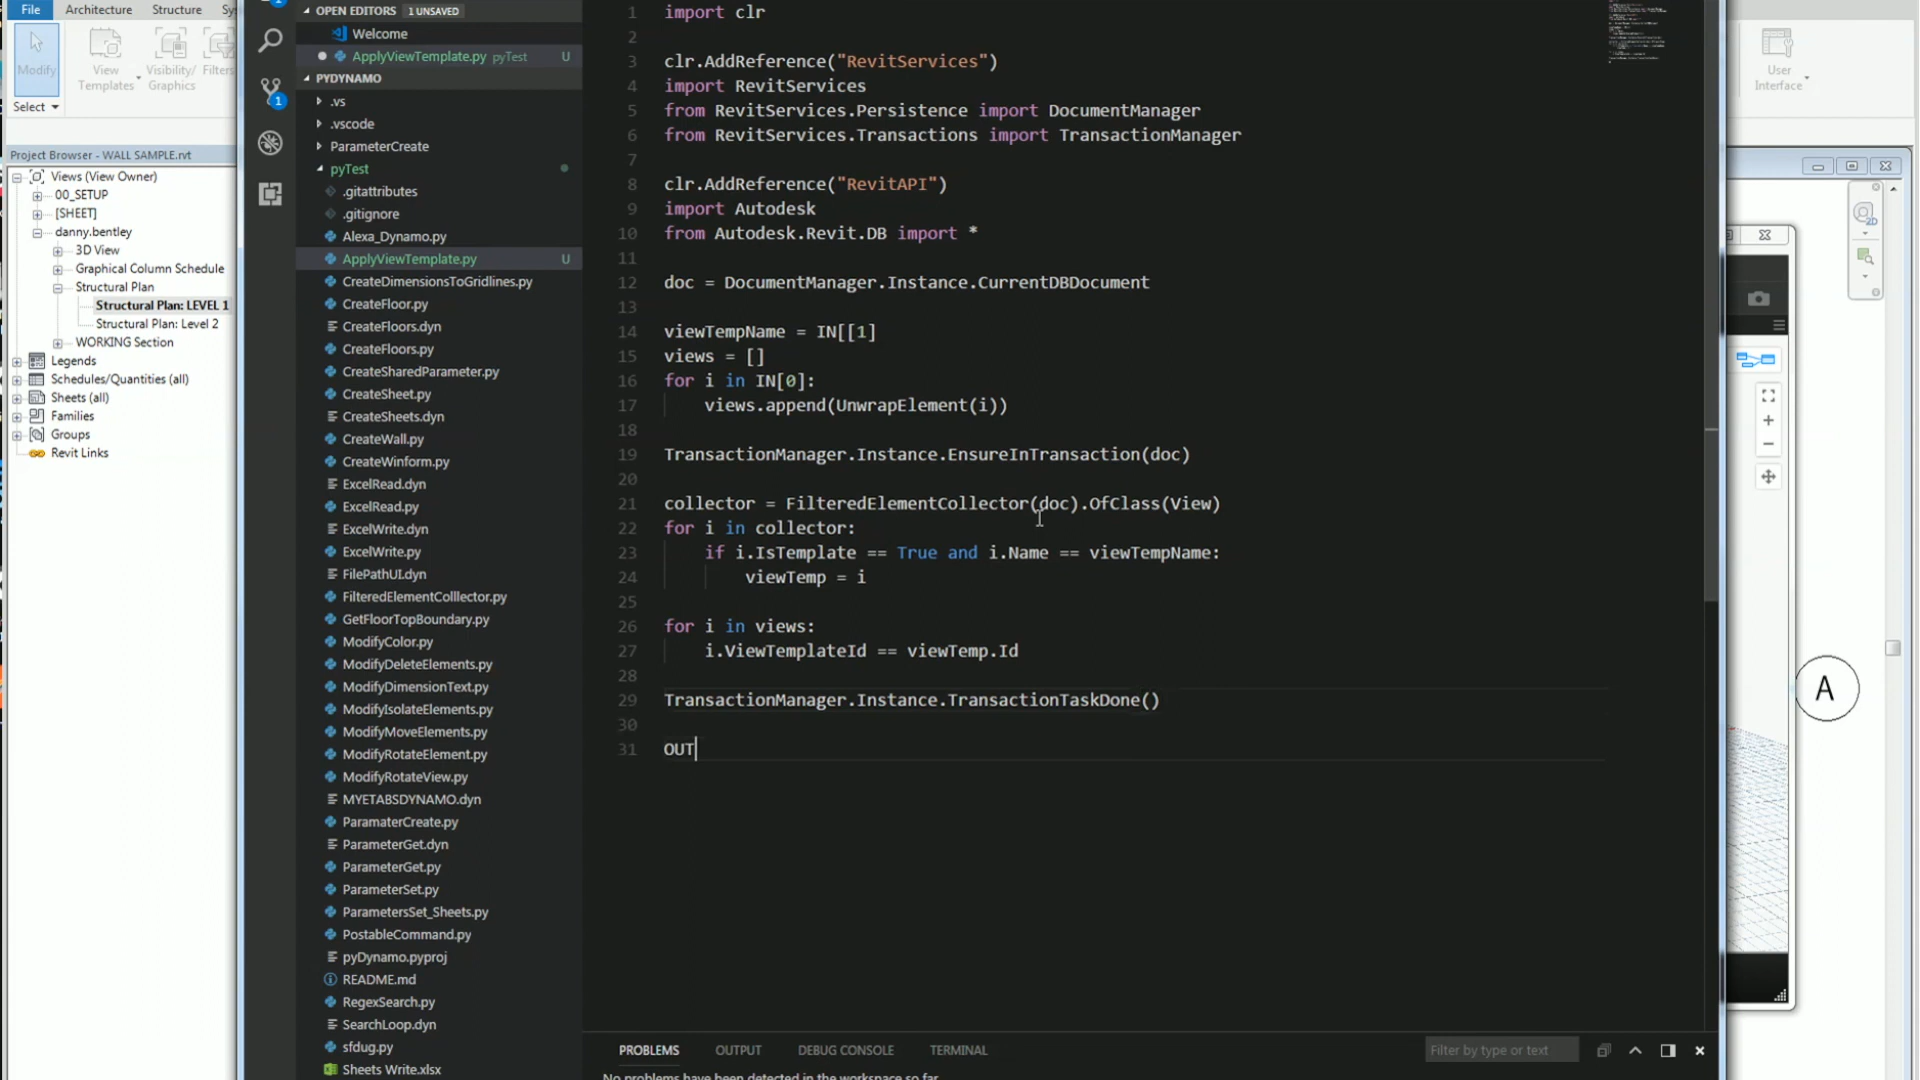 File Architecture Structure Sy
Modify
View
Templates
Visibility/
Graphics
Filters
Select
User
Interface
Project Browser - WALL SAMPLE.rvt
Views (View Owner)
00_SETUP
[SHEET]
danny.bentley
3D View
Graphical Column Schedule
Structural Plan
Structural Plan: LEVEL 1
Structural Plan: Level 2
WORKING Section
Legends
Schedules/Quantities (all)
Sheets (all)
Families
Groups
Revit Links
1
OPEN EDITORS 1 UNSAVED
Welcome
ApplyViewTemplate.py pyTest U
PYDYNAMO
.vs
.vscode
ParameterCreate
pyTest
.gitattributes
.gitignore
Alexa_Dynamo.py
ApplyViewTemplate.py U
CreateDimensionsToGridlines.py
CreateFloor.py
CreateFloors.dyn
CreateFloors.py
CreateSharedParameter.py
CreateSheet.py
CreateSheets.dyn
CreateWall.py
CreateWinform.py
ExcelRead.dyn
ExcelRead.py
ExcelWrite.dyn
ExcelWrite.py
FilePathUI.dyn
FilteredElementColllector.py
GetFloorTopBoundary.py
ModifyColor.py
ModifyDeleteElements.py
ModifyDimensionText.py
ModifyIsolateElements.py
ModifyMoveElements.py
ModifyRotateElement.py
ModifyRotateView.py
MYETABSDYNAMO.dyn
ParamaterCreate.py
ParameterGet.dyn
ParameterGet.py
ParameterSet.py
ParametersSet_Sheets.py
PostableCommand.py
pyDynamo.pyproj
README.md
RegexSearch.py
SearchLoop.dyn
sfdug.py
Sheets Write.xlsx
1 import clr
2
3 clr.AddReference("RevitServices")
4 import RevitServices
5 from RevitServices.Persistence import DocumentManager
6 from RevitServices.Transactions import TransactionManager
7
8 clr.AddReference("RevitAPI")
9 import Autodesk
10 from Autodesk.Revit.DB import *
11
12 doc = DocumentManager.Instance.CurrentDBDocument
13
14 viewTempName = IN[[1]
15 views = []
16 for i in IN[0]:
17 views.append(UnwrapElement(i))
18
19 TransactionManager.Instance.EnsureInTransaction(doc)
20
21 collector = FilteredElementCollector(doc).OfClass(View)
22 for i in collector:
23 if i.IsTemplate == True and i.Name == viewTempName:
24 viewTemp = i
25
26 for i in views:
27 i.ViewTemplateId == viewTemp.Id
28
29 TransactionManager.Instance.TransactionTaskDone()
30
31 OUT
PROBLEMS OUTPUT DEBUG CONSOLE TERMINAL
Filter by type or text
No problems have been detected in the workspace so far.
2D
A